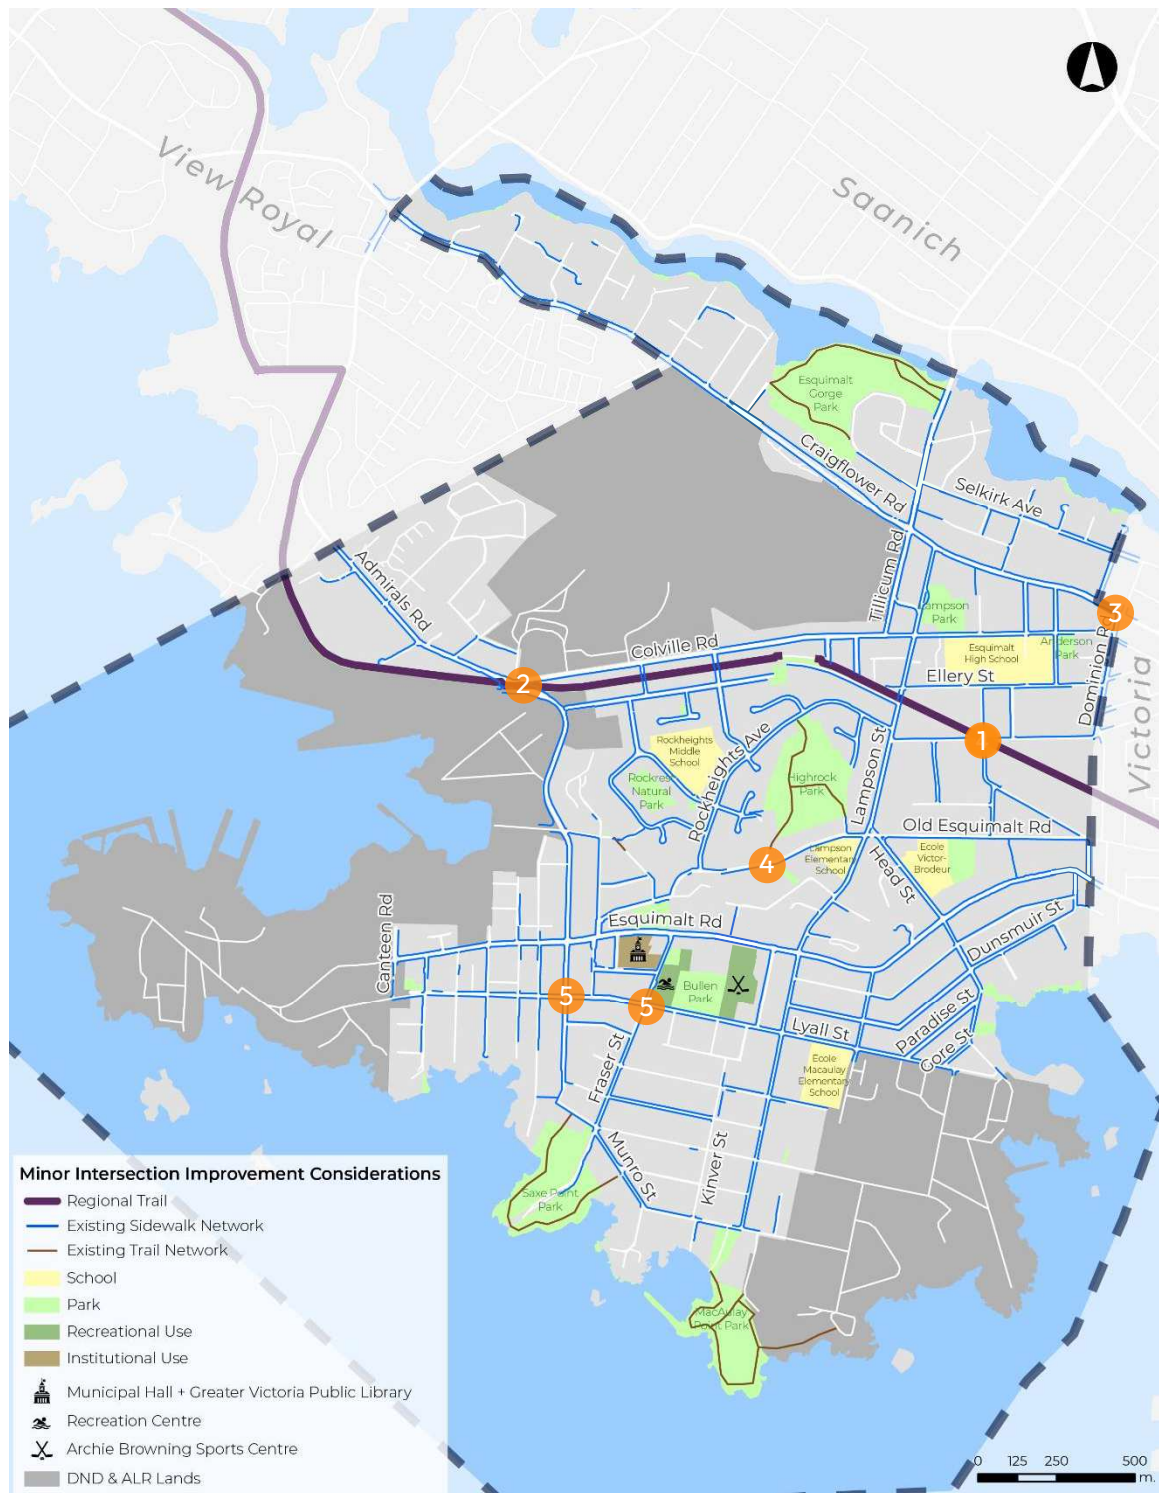 View Royal
Saanich
Esquimalt
Gorge
Park
Craigflower Rd
Selkirk Ave
Tillicum Rd
Admirals Rd
Lampson
Park
3
Colville Rd
Esquimalt
High School
Anderson
Park
Dominion Rd
Ellery St
2
1
Victoria
Rockheights
Middle
School
Rockcrest
Natural
Park
Rockheights Ave
Highrock
Park
Lampson St
Old Esquimalt Rd
4
Lampson
Elementary
School
Head St
Ecole
Victor-
Brodeur
Canteen Rd
Esquimalt Rd
Dunsmuir St
5
5
Bullen
Park
Lyall St
Paradise St
Gore St
Fraser St
École
Macaulay
Elementary
School
Munro St
Kinver St
Saxe Point
Park
MacAulay
Point Park
Minor Intersection Improvement Considerations
Regional Trail
Existing Sidewalk Network
Existing Trail Network
School
Park
Recreational Use
Institutional Use
Municipal Hall + Greater Victoria Public Library
Recreation Centre
Archie Browning Sports Centre
DND & ALR Lands
0 125 250 500
m.